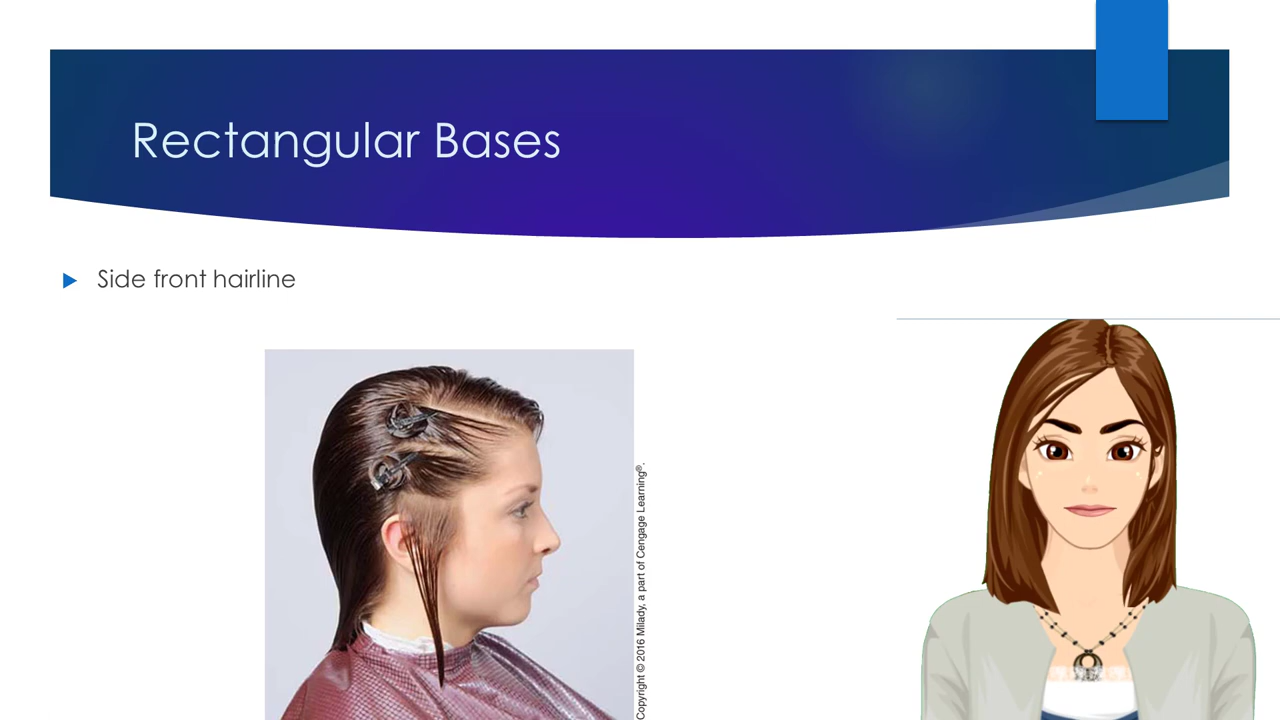 Rectangular Bases
Side front hairline
Copyright © 2016 Milady, a part of Cengage Learning®.